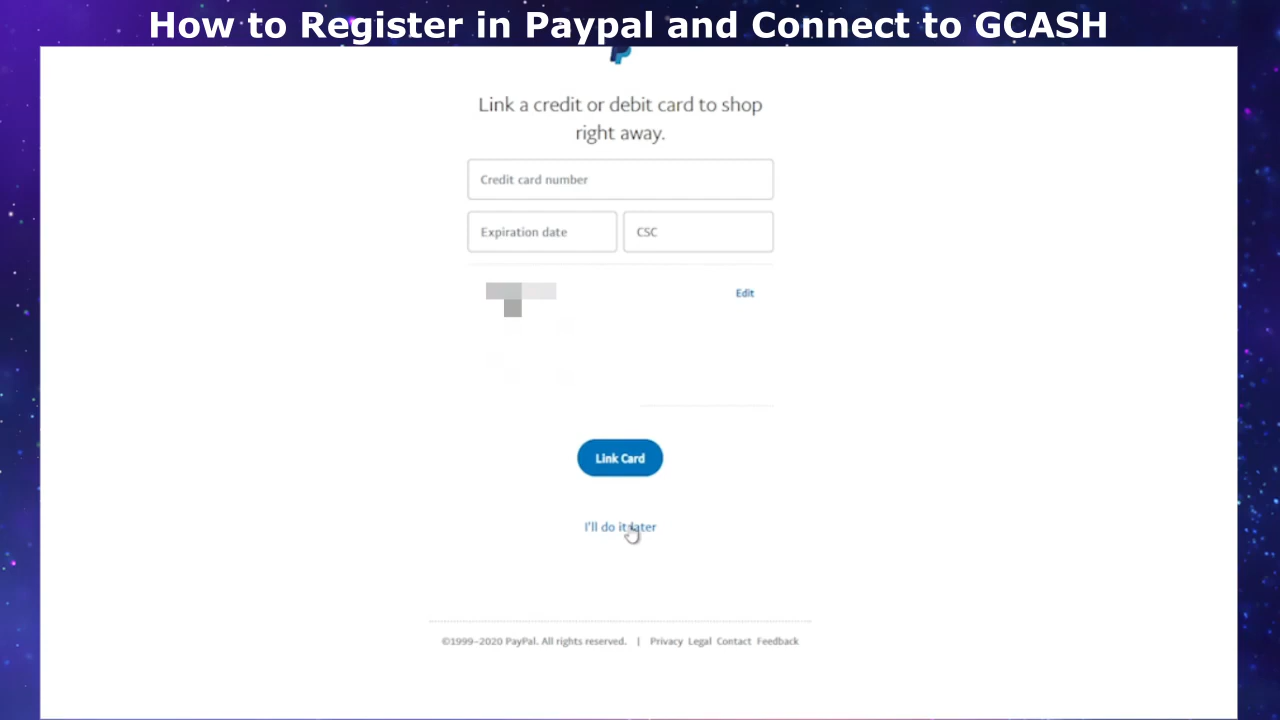 How to Register in Paypal and Connect to GCASH
Link a credit or debit card to shop
right away.
Credit card number
Expiration date
CSC
Edit
Link Card
I'll do it later
©1999–2020 PayPal. All rights reserved. | Privacy Legal Contact Feedback